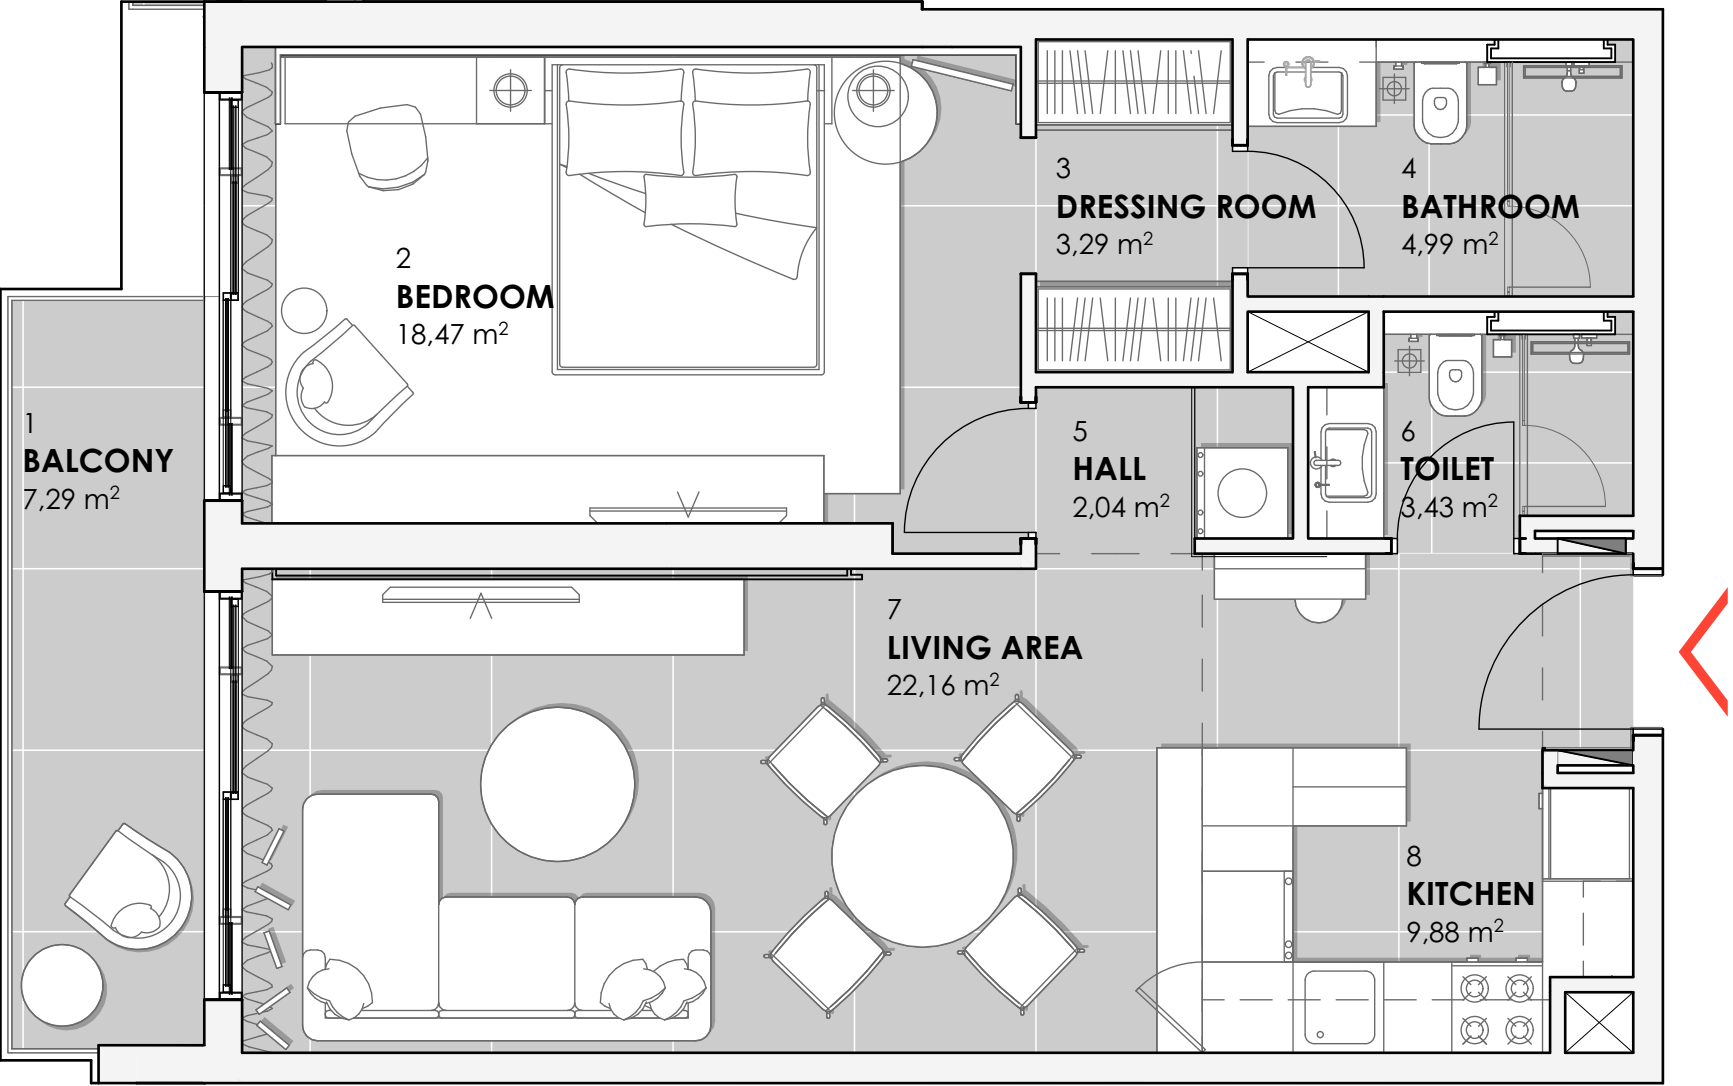 1
BALCONY
7,29 m²
2
BEDROOM
18,47 m²
3
DRESSING ROOM
3,29 m²
4
BATHROOM
4,99 m²
5
HALL
2,04 m²
6
TOILET
3,43 m²
7
LIVING AREA
22,16 m²
8
KITCHEN
9,88 m²